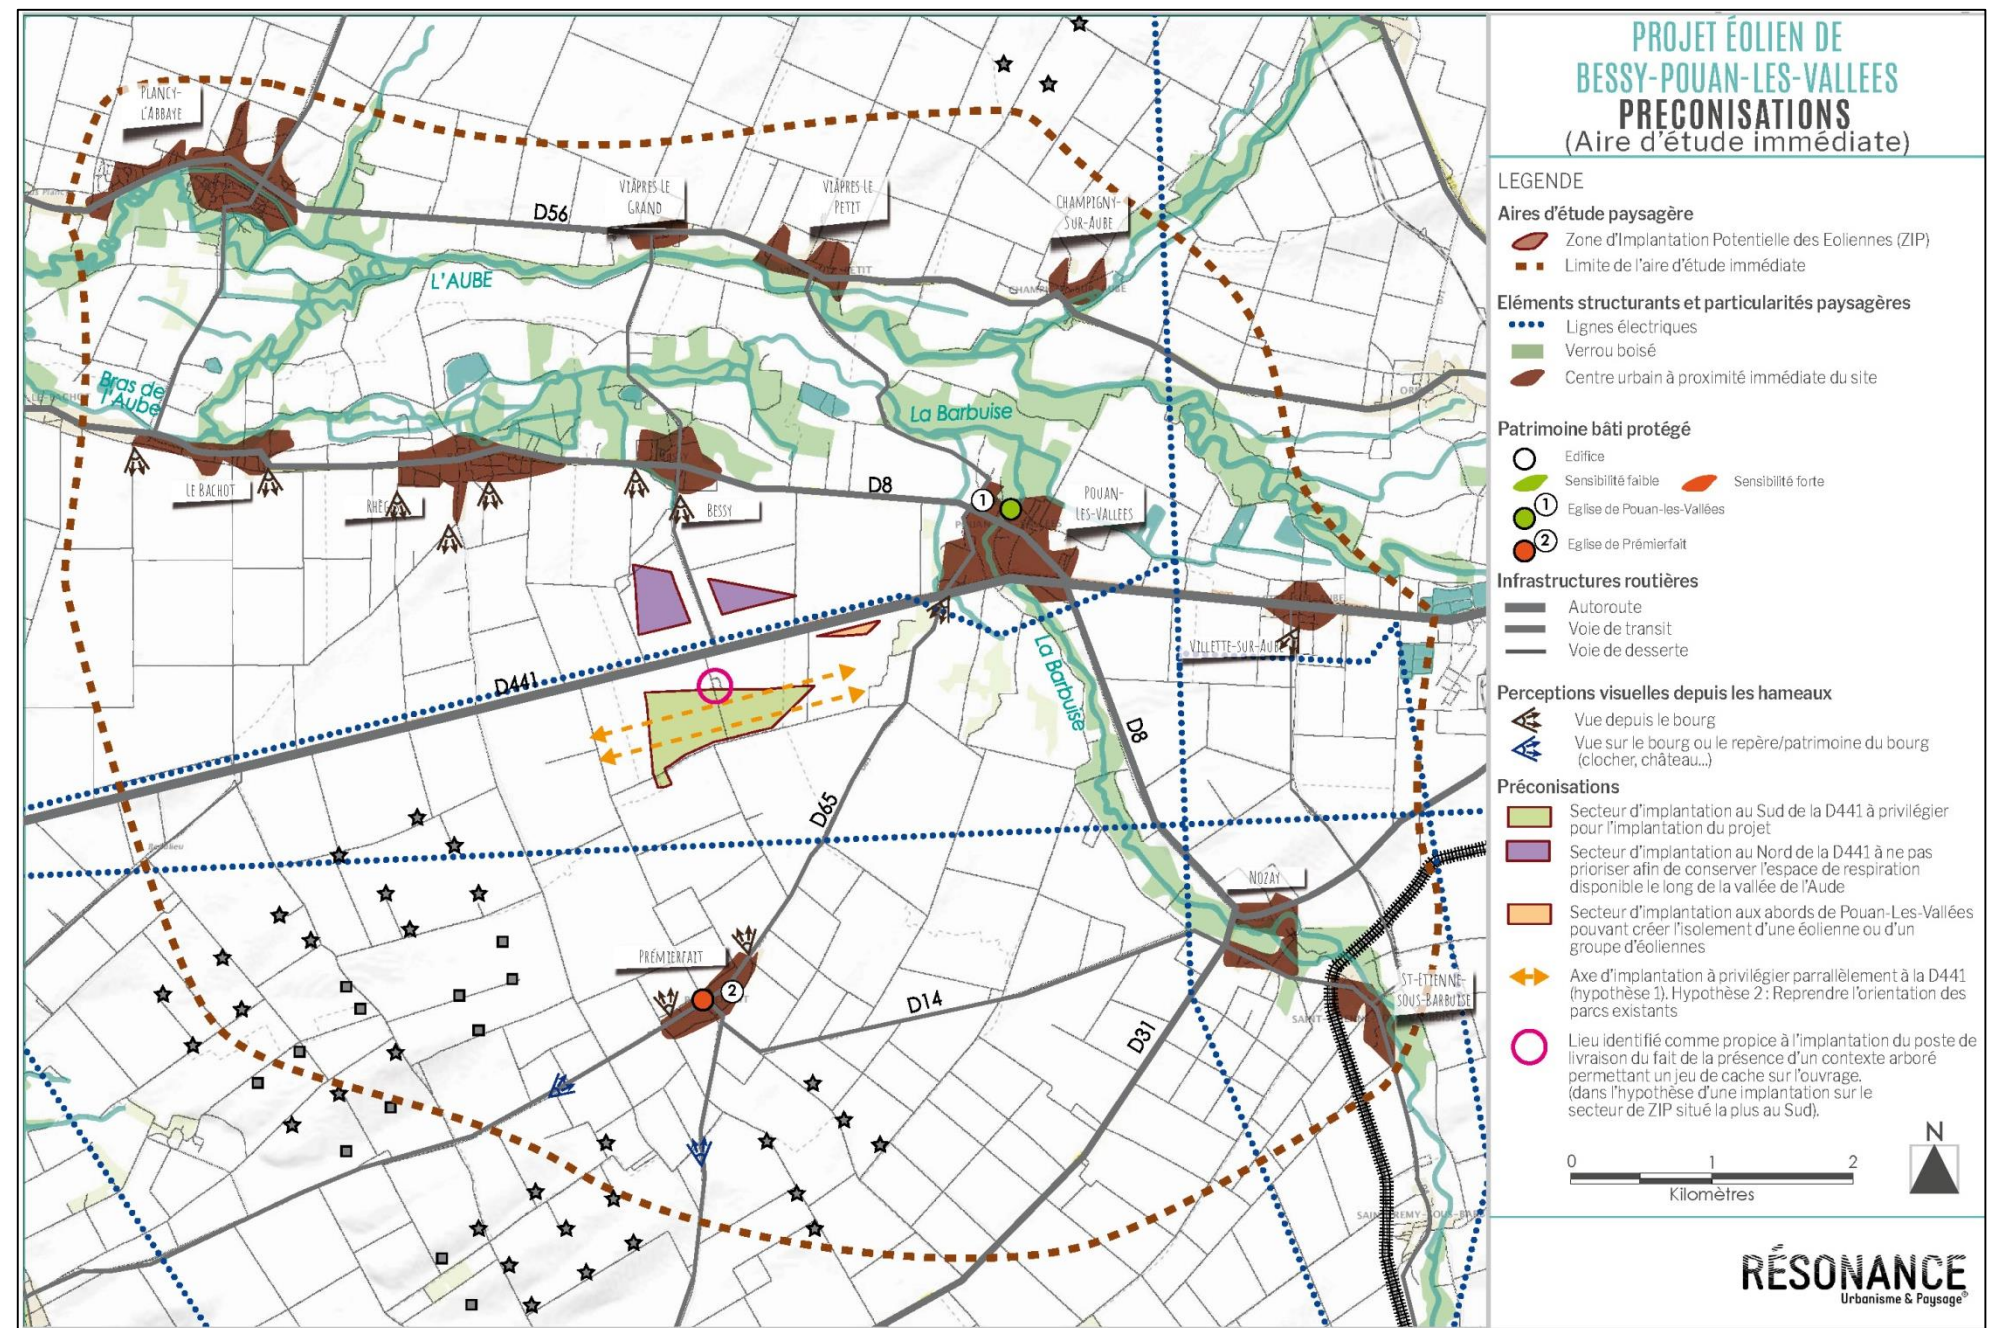 PROJET ÉOLIEN DE
BESSY-POUAN-LES-VALLEES
PRECONISATIONS
(Aire d'étude immédiate)
LEGENDE
Aires d'étude paysagère
Zone d'Implantation Potentielle des Eoliennes (ZIP)
Limite de l'aire d'étude immédiate
Eléments structurants et particularités paysagères
Lignes électriques
Verrou boisé
Centre urbain à proximité immédiate du site
Patrimoine bâti protégé
Edifice
Sensibilité faible
Sensibilité forte
1 Eglise de Pouan-les-Vallées
2 Eglise de Prémierfait
Infrastructures routières
Autoroute
Voie de transit
Voie de desserte
Perceptions visuelles depuis les hameaux
Vue depuis le bourg
Vue sur le bourg ou le repère/patrimoine du bourg
(clocher, château...)
Préconisations
Secteur d'implantation au Sud de la D441 à privilégier
pour l'implantation du projet
Secteur d'implantation au Nord de la D441 à ne pas
prioriser afin de conserver l'espace de respiration
disponible le long de la vallée de l'Aude
Secteur d'implantation aux abords de Pouan-Les-Vallées
pouvant créer l'isolement d'une éolienne ou d'un
groupe d'éoliennes
Axe d'implantation à privilégier parrallèlement à la D441
(hypothèse 1). Hypothèse 2 : Reprendre l'orientation des
parcs existants
Lieu identifié comme propice à l'implantation du poste de
livraison du fait de la présence d'un contexte arboré
permettant un jeu de cache sur l'ouvrage.
(dans l'hypothèse d'une implantation sur le
secteur de ZIP situé la plus au Sud).
N
0 1 2
Kilomètres
RÉSONANCE
Urbanisme & Paysage®
PLANCY-
L'ABBAYE
VIÂPRES LE
GRAND
VIÂPRES LE
PETIT
CHAMPIGNY-
SUR-AUBE
D56
L'AUBE
Bras de
l'Aube
La Barbuise
LE BACHOT
RHÈGES
BESSY
D8
1
POUAN-
LES-VALLEES
VILLETTE-SUR-AUBE
D441
La Barbuise
D8
D65
NOZAY
PRÉMIERFAIT
2
D14
D31
ST-ETIENNE-
SOUS-BARBUISE